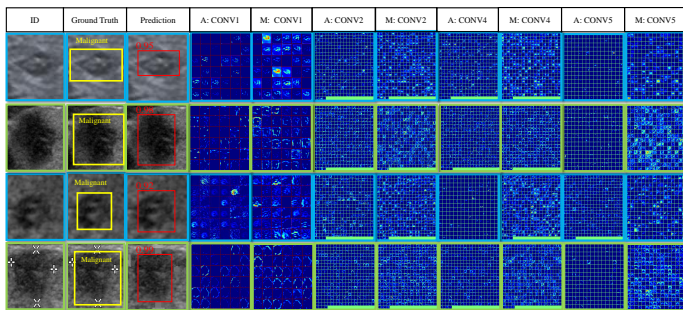 ID Ground Truth Prediction A: CONV1 M: CONV1 A: CONV2 M: CONV2 A: CONV4 M: CONV4 A: CONV5 M: CONV5
Malignant
Malignant
Malignant
Malignant